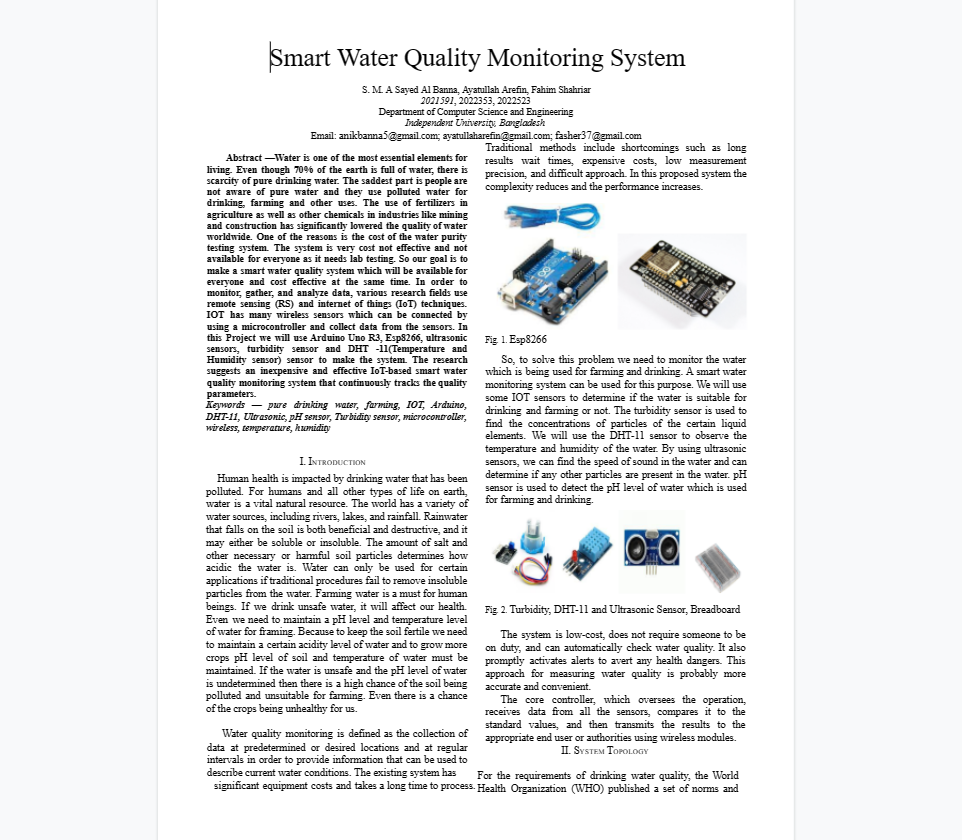 Smart Water Quality Monitoring System
S. M. A Sayed Al Banna, Ayatullah Arefin, Fahim Shahriar
2021591, 2022353, 2022523
Department of Computer Science and Engineering
Independent University, Bangladesh
Email: anikbanna5@gmail.com; ayatullaharefin@gmail.com; fasher37@gmail.com
Abstract —Water is one of the most essential elements for
living. Even though 70% of the earth is full of water, there is
scarcity of pure drinking water. The saddest part is people are
not aware of pure water and they use polluted water for
drinking, farming and other uses. The use of fertilizers in
agriculture as well as other chemicals in industries like mining
and construction has significantly lowered the quality of water
worldwide. One of the reasons is the cost of the water purity
testing system. The system is very cost not effective and not
available for everyone as it needs lab testing. So our goal is to
make a smart water quality system which will be available for
everyone and cost effective at the same time. In order to
monitor, gather, and analyze data, various research fields use
remote sensing (RS) and internet of things (IoT) techniques.
IOT has many wireless sensors which can be connected by
using a microcontroller and collect data from the sensors. In
this Project we will use Arduino Uno R3, Esp8266, ultrasonic
sensors, turbidity sensor and DHT -11(Temperature and
Humidity sensor) sensor to make the system. The research
suggests an inexpensive and effective IoT-based smart water
quality monitoring system that continuously tracks the quality
parameters.
Keywords — pure drinking water, farming, IOT, Arduino,
DHT-11, Ultrasonic, pH sensor, Turbidity sensor, microcontroller,
wireless, temperature, humidity
I. INTRODUCTION
Human health is impacted by drinking water that has been
polluted. For humans and all other types of life on earth,
water is a vital natural resource. The world has a variety of
water sources, including rivers, lakes, and rainfall. Rainwater
that falls on the soil is both beneficial and destructive, and it
may either be soluble or insoluble. The amount of salt and
other necessary or harmful soil particles determines how
acidic the water is. Water can only be used for certain
applications if traditional procedures fail to remove insoluble
particles from the water. Farming water is a must for human
beings. If we drink unsafe water, it will affect our health.
Even we need to maintain a pH level and temperature level
of water for framing. Because to keep the soil fertile we need
to maintain a certain acidity level of water and to grow more
crops pH level of soil and temperature of water must be
maintained. If the water is unsafe and the pH level of water
is undetermined then there is a high chance of the soil being
polluted and unsuitable for farming. Even there is a chance
of the crops being unhealthy for us.
Water quality monitoring is defined as the collection of
data at predetermined or desired locations and at regular
intervals in order to provide information that can be used to
describe current water conditions. The existing system has
significant equipment costs and takes a long time to process.
Traditional methods include shortcomings such as long
results wait times, expensive costs, low measurement
precision, and difficult approach. In this proposed system the
complexity reduces and the performance increases.
Fig. 1. Esp8266
So, to solve this problem we need to monitor the water
which is being used for farming and drinking. A smart water
monitoring system can be used for this purpose. We will use
some IOT sensors to determine if the water is suitable for
drinking and farming or not. The turbidity sensor is used to
find the concentrations of particles of the certain liquid
elements. We will use the DHT-11 sensor to observe the
temperature and humidity of the water. By using ultrasonic
sensors, we can find the speed of sound in the water and can
determine if any other particles are present in the water. pH
sensor is used to detect the pH level of water which is used
for farming and drinking.
Fig. 2. Turbidity, DHT-11 and Ultrasonic Sensor, Breadboard
The system is low-cost, does not require someone to be
on duty, and can automatically check water quality. It also
promptly activates alerts to avert any health dangers. This
approach for measuring water quality is probably more
accurate and convenient.
The core controller, which oversees the operation,
receives data from all the sensors, compares it to the
standard values, and then transmits the results to the
appropriate end user or authorities using wireless modules.
II. SYSTEM TOPOLOGY
For the requirements of drinking water quality, the World
Health Organization (WHO) published a set of norms and